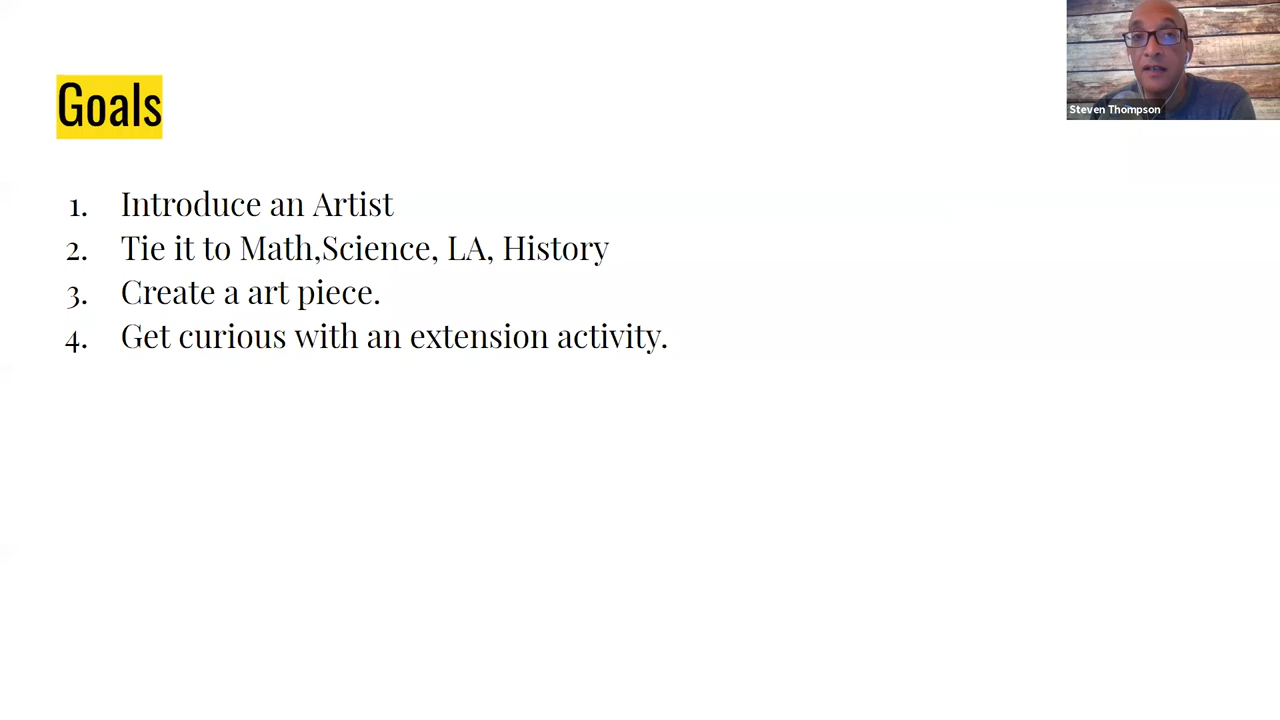 Goals
Steven Thompson
1. Introduce an Artist
2. Tie it to Math,Science, LA, History
3. Create a art piece.
4. Get curious with an extension activity.